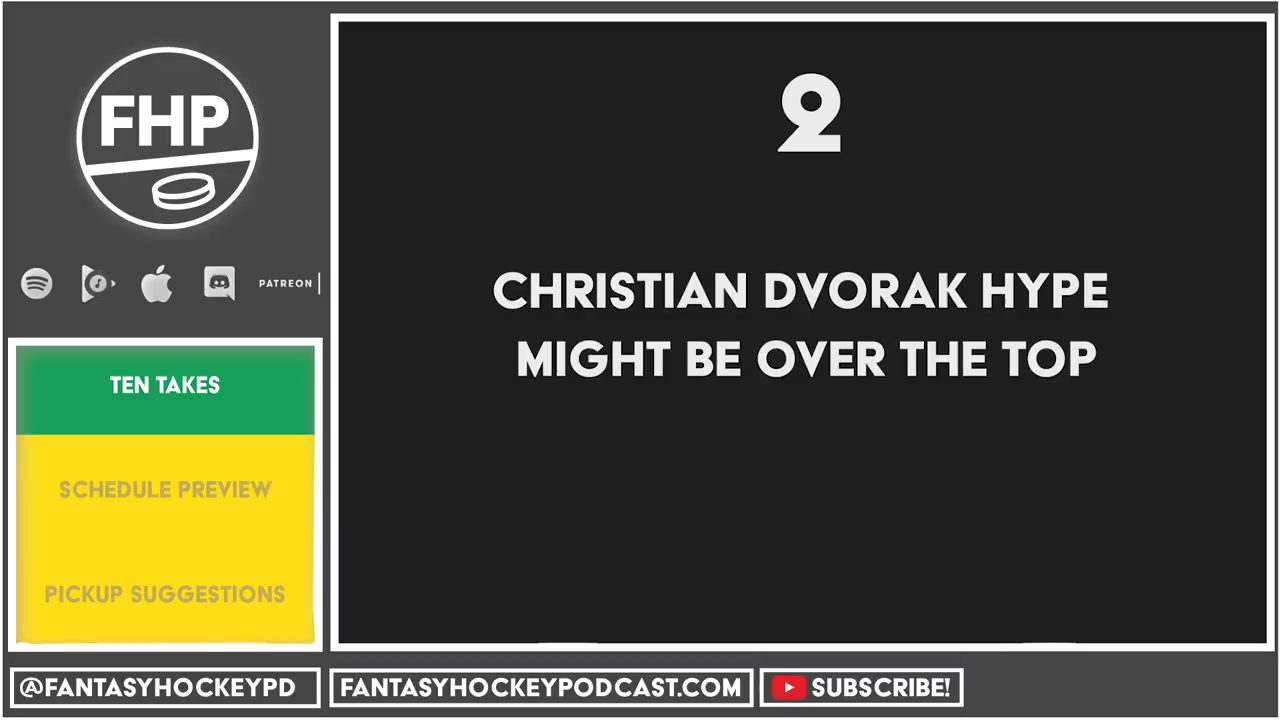 FHP
PATREON
TEN TAKES
SCHEDULE PREVIEW
PICKUP SUGGESTIONS
2
CHRISTIAN DVORAK HYPE
MIGHT BE OVER THE TOP
@FANTASYHOCKEYPD
FANTASYHOCKEYPODCAST.COM
SUBSCRIBE!